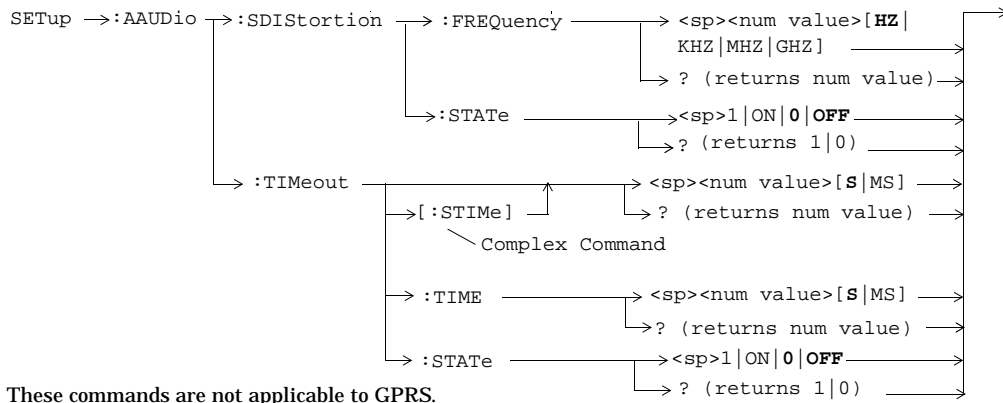 SETup :AAUDio :SDIStortion :FREQuency <sp><num value>[HZ|
KHZ|MHZ|GHZ]
? (returns num value)
:STATe <sp>1|ON|0|OFF
? (returns 1|0)
:TIMeout <sp><num value>[S|MS]
[:STIMe] ? (returns num value)
Complex Command
:TIME <sp><num value>[S|MS]
? (returns num value)
:STATe <sp>1|ON|0|OFF
? (returns 1|0)
These commands are not applicable to GPRS.